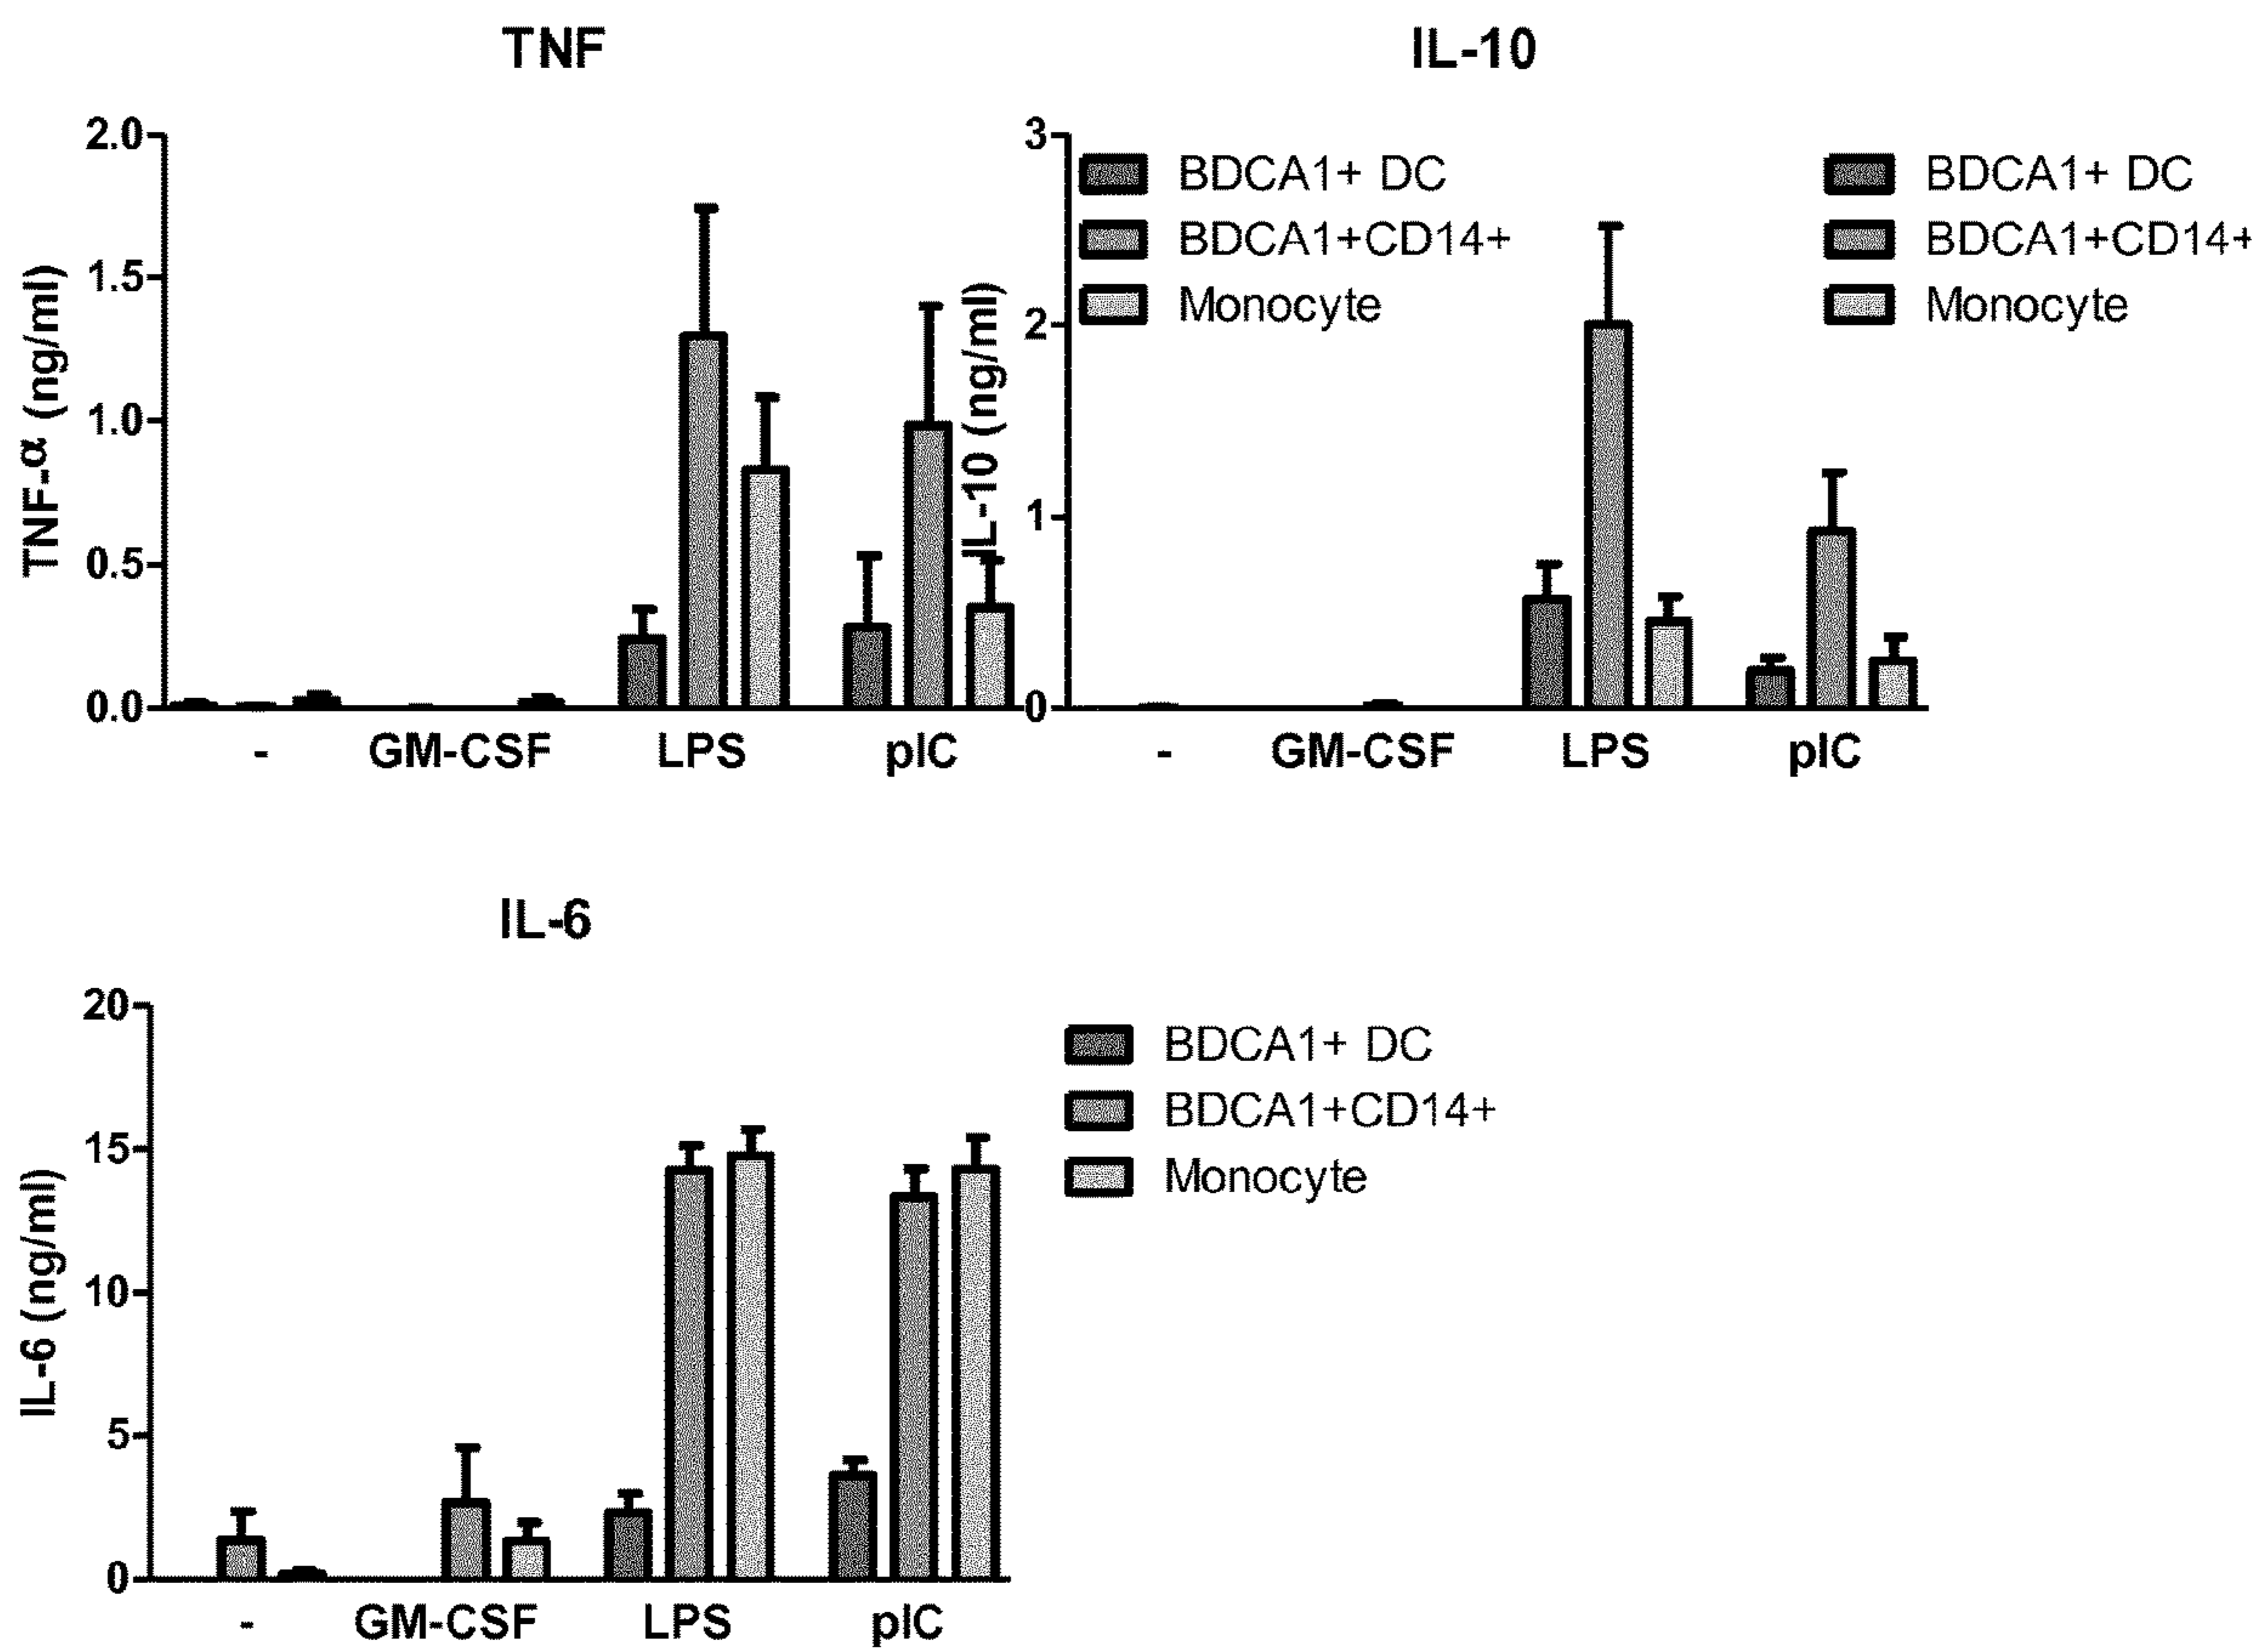 TNF
TNF-α (ng/ml)
2.0
1.5
1.0
0.5
0.0
- GM-CSF LPS pIC
BDCA1+ DC
BDCA1+CD14+
Monocyte
IL-10
IL-10 (ng/ml)
3
2
1
0
- GM-CSF LPS pIC
BDCA1+ DC
BDCA1+CD14+
Monocyte
IL-6
IL-6 (ng/ml)
20
15
10
5
0
- GM-CSF LPS pIC
BDCA1+ DC
BDCA1+CD14+
Monocyte